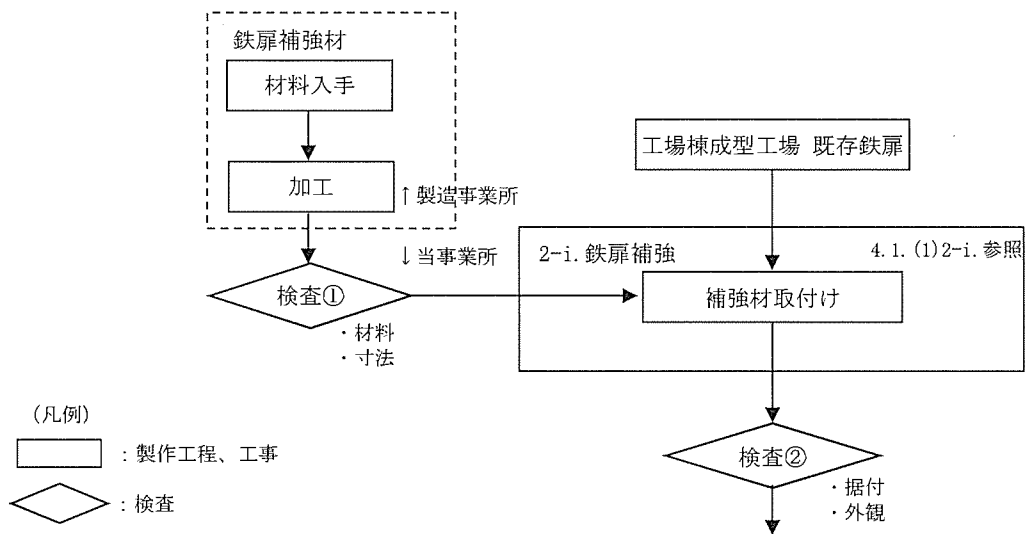 鉄扉補強材
材料入手
加工
↑製造事業所
↓当事業所
検査①
・材料
・寸法
工場棟成型工場 既存鉄扉
2-i.鉄扉補強
4.1.(1)2-i.参照
補強材取付け
検査②
・据付
・外観
(凡例)
：製作工程、工事
：検査